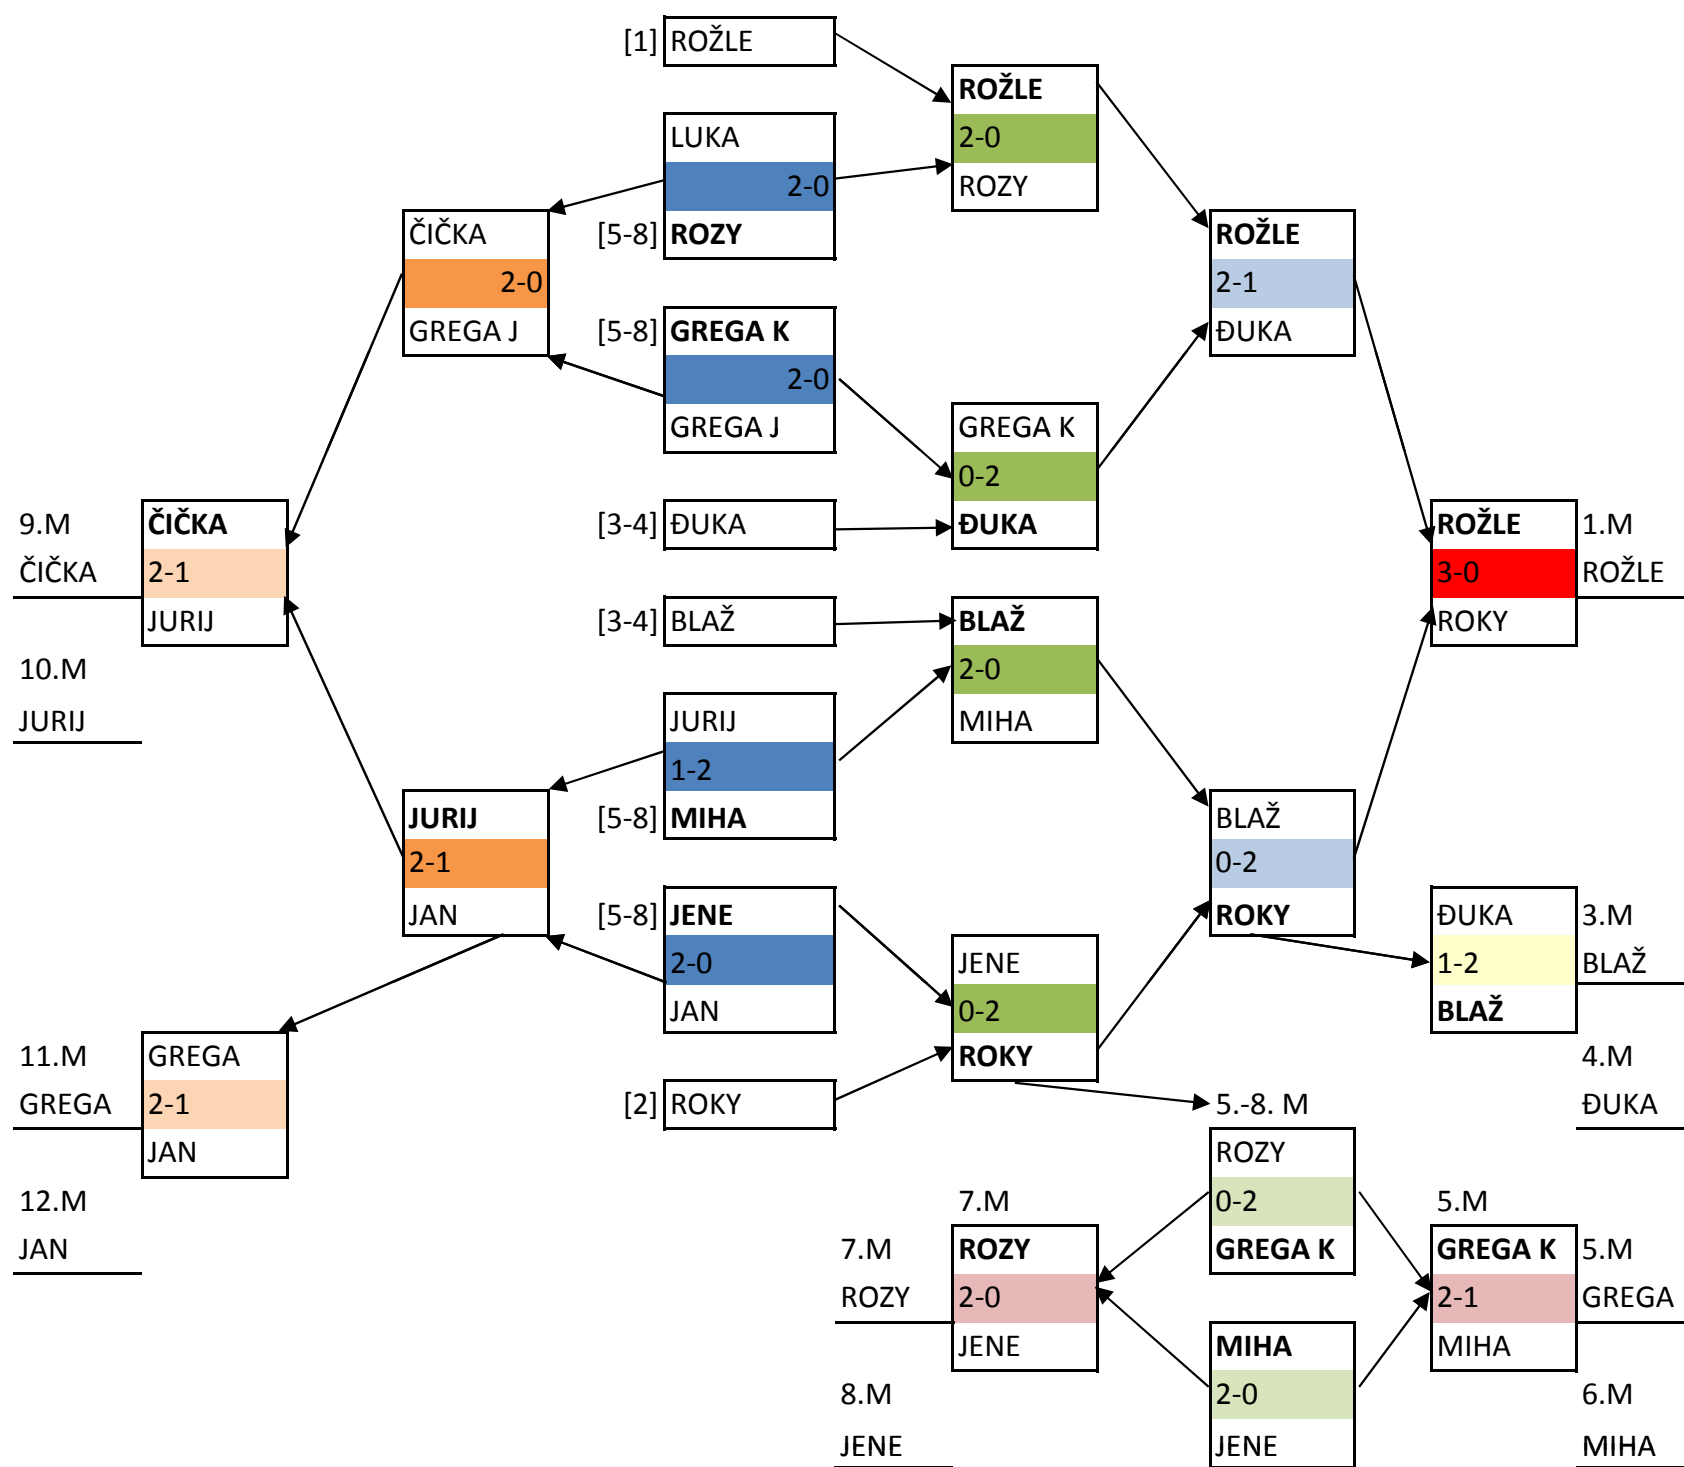 [1] ROŽLE
ROŽLE
LUKA
2-0
2-0
ROZY
ČIČKA
[5-8] ROZY
ROŽLE
2-0
2-1
GREGA J
[5-8] GREGA K
ĐUKA
2-0
GREGA J
GREGA K
0-2
9.M
ČIČKA
[3-4] ĐUKA
ĐUKA
ROŽLE
1.M
ČIČKA
2-1
3-0
ROŽLE
JURIJ
[3-4] BLAŽ
BLAŽ
ROKY
10.M
2-0
JURIJ
JURIJ
MIHA
1-2
JURIJ
[5-8] MIHA
BLAŽ
2-1
0-2
JAN
[5-8] JENE
ROKY
ĐUKA
3.M
2-0
JENE
1-2
BLAŽ
JAN
0-2
BLAŽ
11.M
GREGA
ROKY
4.M
GREGA
2-1
[2] ROKY
5.-8. M
ĐUKA
JAN
ROZY
12.M
7.M
0-2
5.M
JAN
7.M
ROZY
GREGA K
GREGA K
5.M
ROZY
2-0
2-1
GREGA
JENE
MIHA
MIHA
8.M
2-0
6.M
JENE
JENE
MIHA